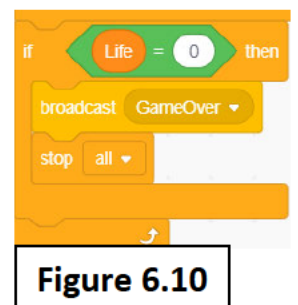 if Life = 0 then
broadcast GameOver
stop all
Figure 6.10